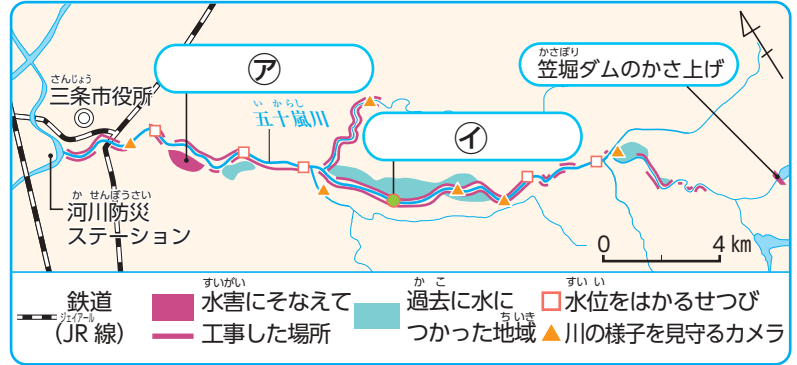 ㋐
かさぼり
笠堀ダムのかさ上げ
さんじょう
三条市役所
い からし
五十嵐川
㋑
か せんぼうさい
河川防災
ステーション
0 4 km
鉄道
ジェイアール
(JR 線)
すいがい
水害にそなえて
工事した場所
か こ
過去に水に
ちいき
つかった地域
すい い
水位をはかるせつび
川の様子を見守るカメラ